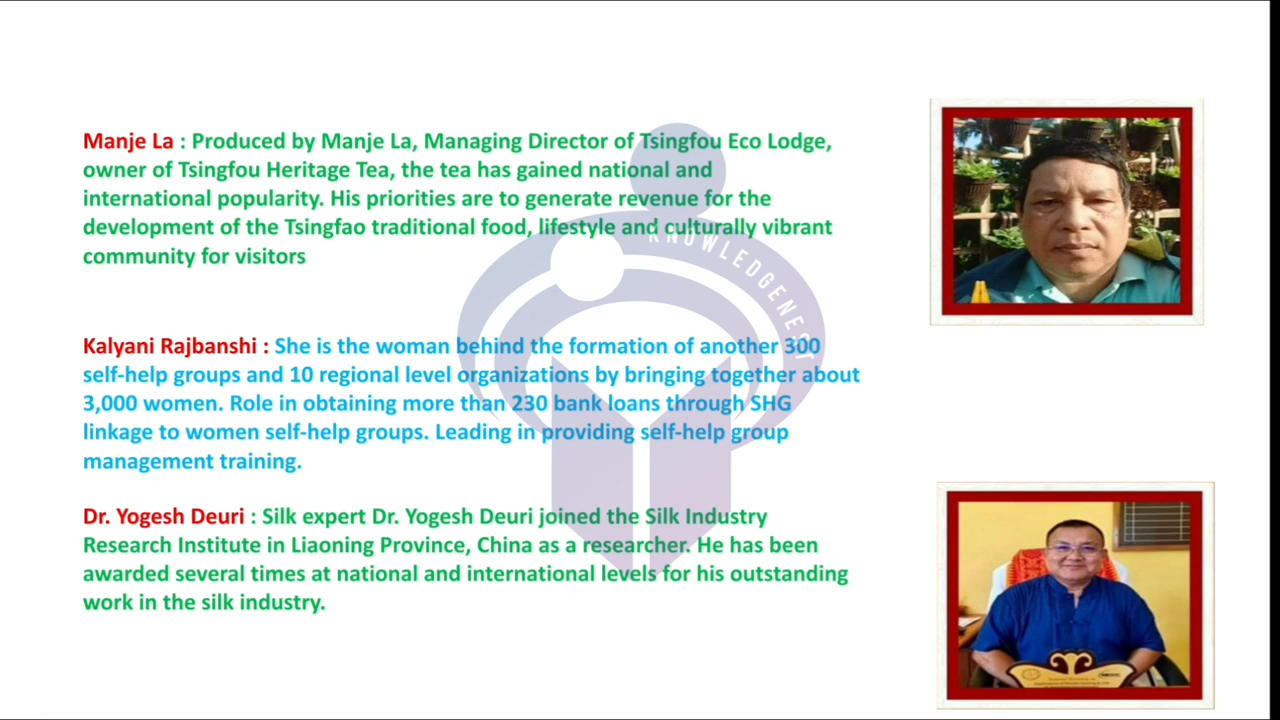 Manje La : Produced by Manje La, Managing Director of Tsingfou Eco Lodge,
owner of Tsingfou Heritage Tea, the tea has gained national and
international popularity. His priorities are to generate revenue for the
development of the Tsingfao traditional food, lifestyle and culturally vibrant
community for visitors
KNOWLEDGENEST
Kalyani Rajbanshi : She is the woman behind the formation of another 300
self-help groups and 10 regional level organizations by bringing together about
3,000 women. Role in obtaining more than 230 bank loans through SHG
linkage to women self-help groups. Leading in providing self-help group
management training.
Dr. Yogesh Deuri : Silk expert Dr. Yogesh Deuri joined the Silk Industry
Research Institute in Liaoning Province, China as a researcher. He has been
awarded several times at national and international levels for his outstanding
work in the silk industry.